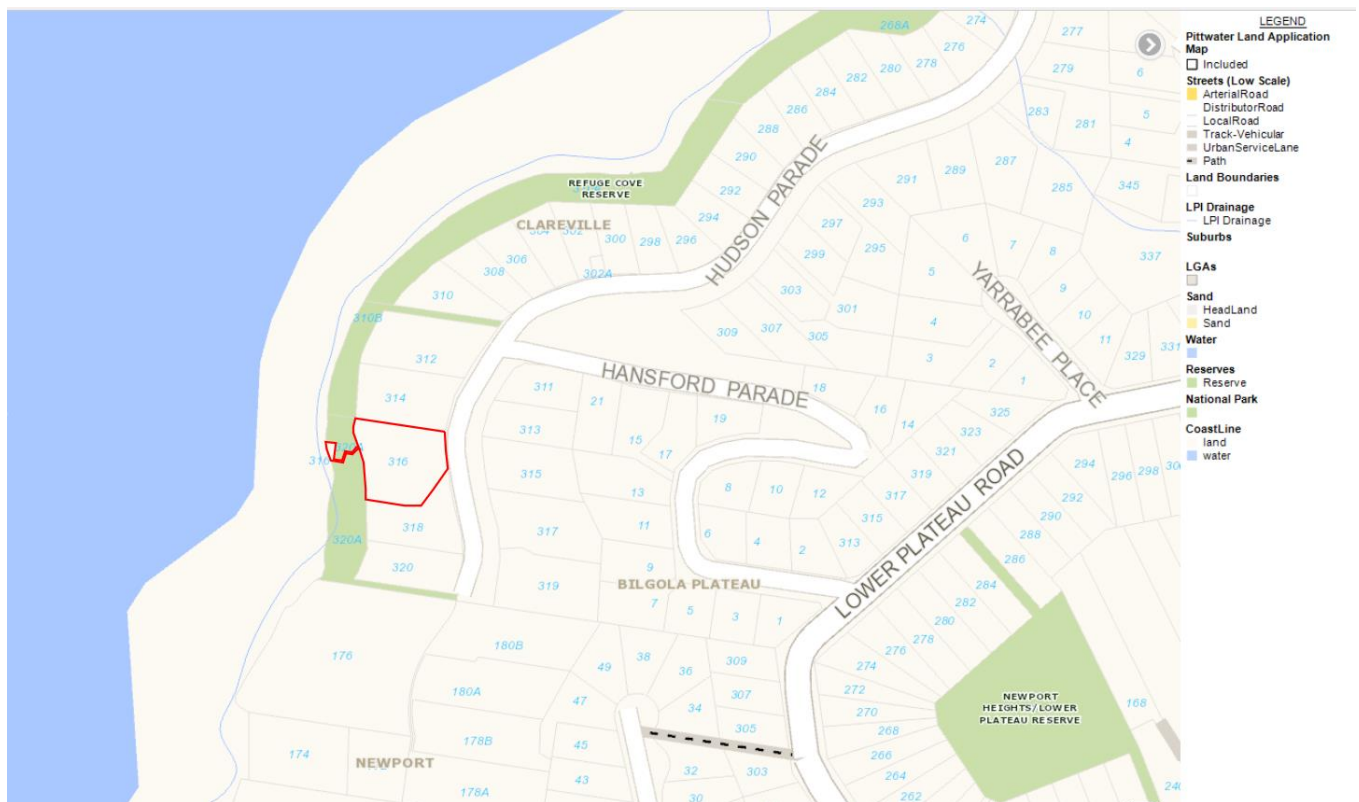 268A
274
276
278
280
282
284
286
288
290
292
294
296
298
300
302
304
306
308
302A
310
310B
312
314
316
318
320
320A
REFUGE COVE
RESERVE
CLAREVILLE
HUDSON PARADE
HANSFORD PARADE
YARRABEE PLACE
LOWER PLATEAU ROAD
BILGOLA PLATEAU
NEWPORT
NEWPORT
HEIGHTS/LOWER
PLATEAU RESERVE
277
279
6
283
281
5
4
287
289
285
345
291
293
297
295
299
303
301
309
307
305
6
7
8
337
5
9
10
4
11
3
2
1
329
331
311
21
19
18
16
14
325
323
321
319
317
315
313
313
15
17
315
13
8
10
12
317
11
6
4
2
319
9
7
5
3
1
294
296
298
292
290
288
286
284
282
280
278
276
274
272
270
268
266
264
262
168
176
180B
180A
178B
178A
174
49
47
45
43
38
36
34
32
30
309
307
305
303
LEGEND
Pittwater Land Application
Map
Included
Streets (Low Scale)
ArterialRoad
DistributorRoad
LocalRoad
Track-Vehicular
UrbanServiceLane
Path
Land Boundaries
LPI Drainage
LPI Drainage
Suburbs
LGAs
Sand
HeadLand
Sand
Water
Reserves
Reserve
National Park
CoastLine
land
water